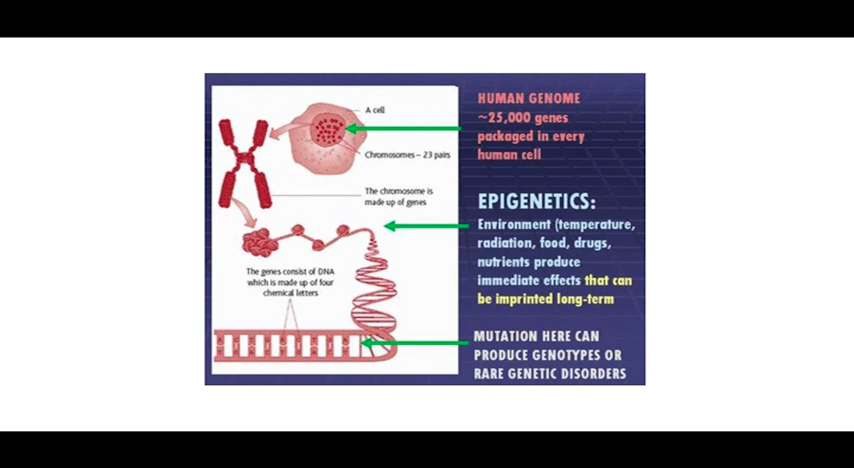 A cell
Chromosomes – 23 pairs
The chromosome is
made up of genes
The genes consist of DNA
which is made up of four
chemical letters
HUMAN GENOME
~25,000 genes
packaged in every
human cell
EPIGENETICS:
Environment (temperature,
radiation, food, drugs,
nutrients produce
immediate effects that can
be imprinted long-term
MUTATION HERE CAN
PRODUCE GENOTYPES OR
RARE GENETIC DISORDERS